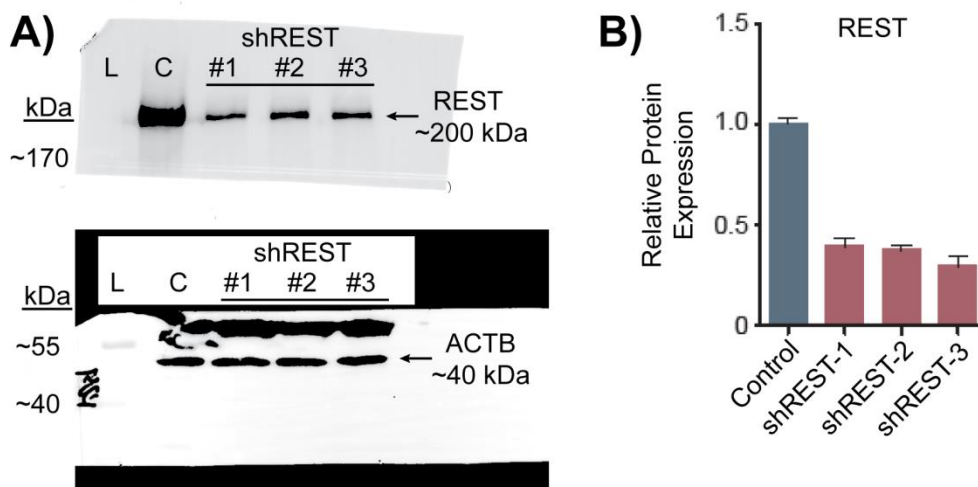 A)
shREST
L C #1 #2 #3
kDa
REST
~200 kDa
~170
shREST
L C #1 #2 #3
kDa
~55
ACTB
~40 kDa
~40
B)
REST
Relative Protein
Expression
1.5
1.0
0.5
0
Control
shREST-1
shREST-2
shREST-3